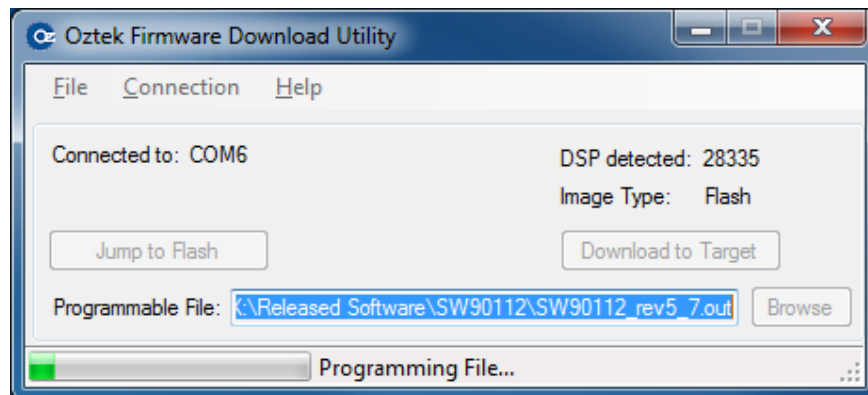 Oz Oztek Firmware Download Utility
File Connection Help
Connected to: COM6
DSP detected: 28335
Image Type: Flash
Jump to Flash
Download to Target
Programmable File: :\Released Software\SW90112\SW90112_rev5_7.out
Browse
Programming File...